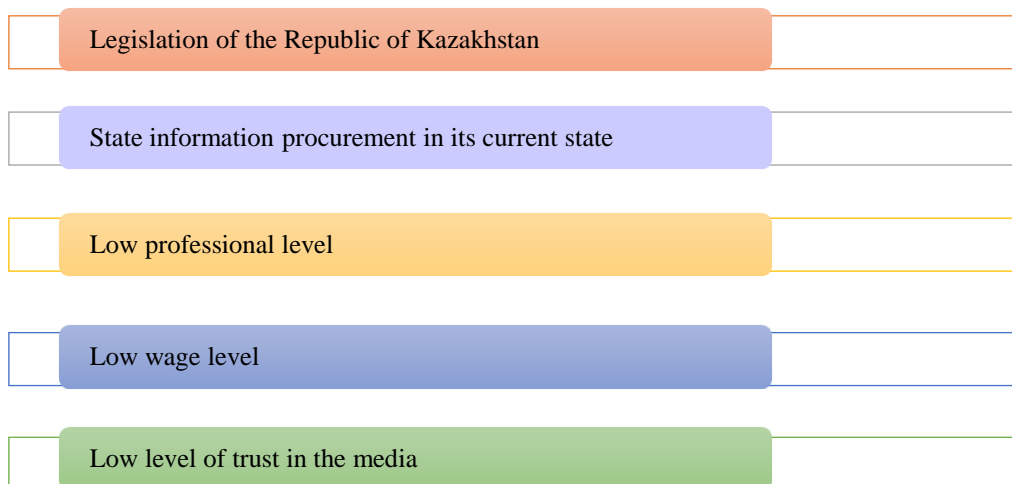 Legislation of the Republic of Kazakhstan
State information procurement in its current state
Low professional level
Low wage level
Low level of trust in the media